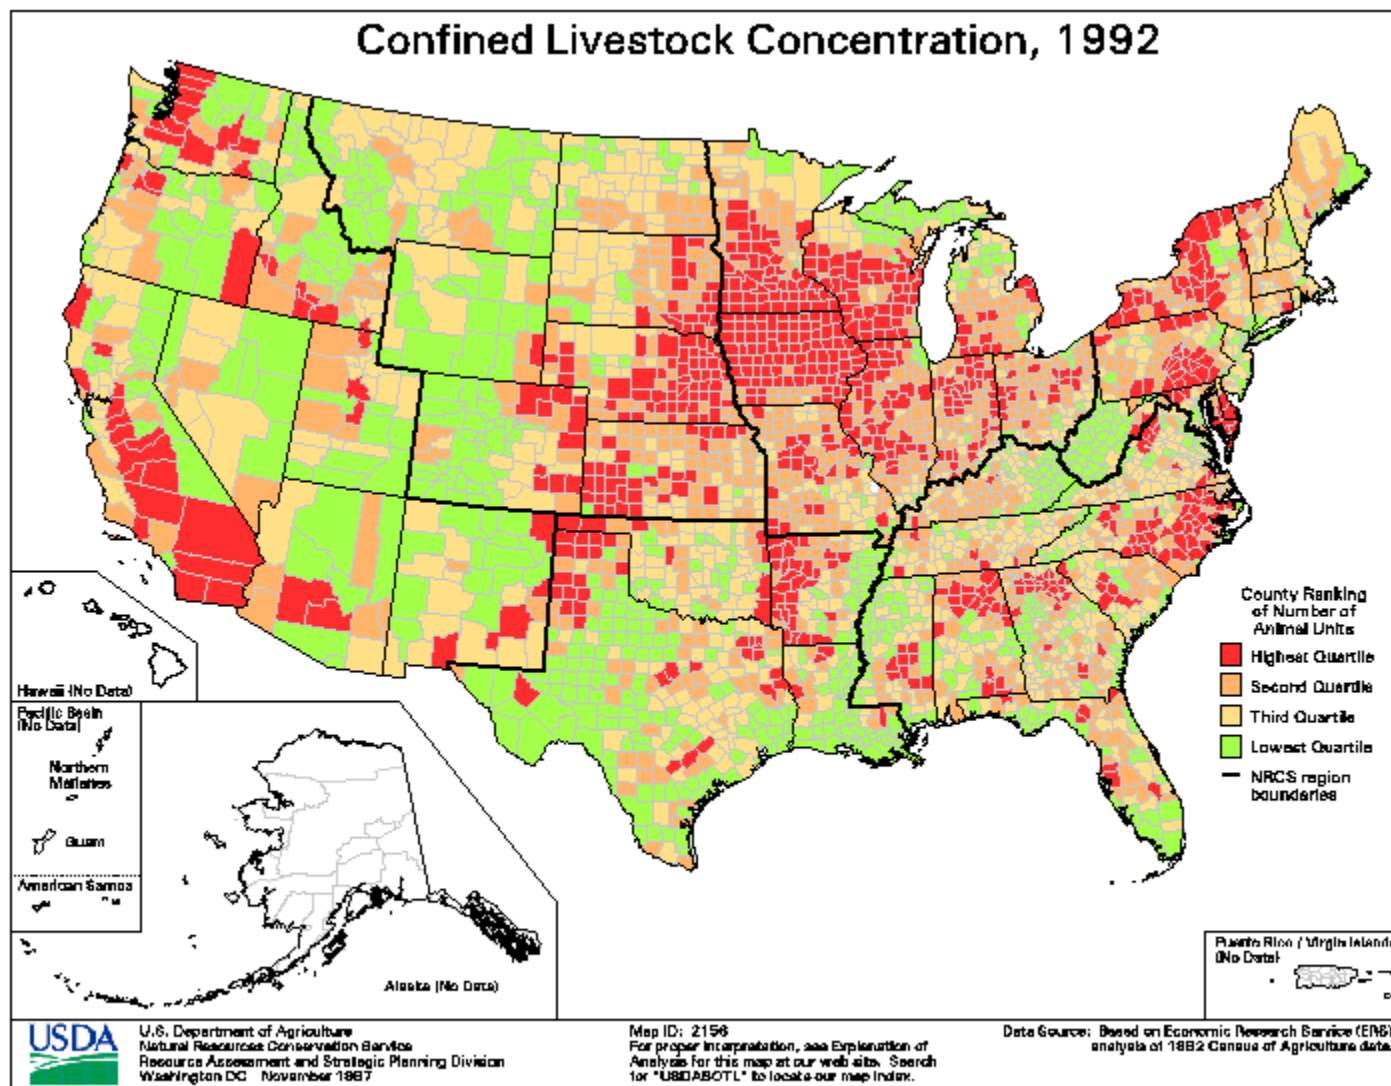 Confined Livestock Concentration, 1992
County Ranking
of Number of
Animal Units
Highest Quartile
Second Quartile
Third Quartile
Lowest Quartile
NRCS region
boundaries
Hawaii (No Data)
Pacific Basin
(No Data)
Northern
Marianas
Guam
American Samoa
Alaska (No Data)
Puerto Rico / Virgin Islands
(No Data)
USDA
U.S. Department of Agriculture
Natural Resources Conservation Service
Resource Assessment and Strategic Planning Division
Washington DC November 1997
Map ID: 2156
For proper interpretation, see Explanation of
Analysis for this map at our web site. Search
for "USDABOTL" to locate our map index.
Data Source: Based on Economic Research Service (ERS)
analysis of 1992 Census of Agriculture data.